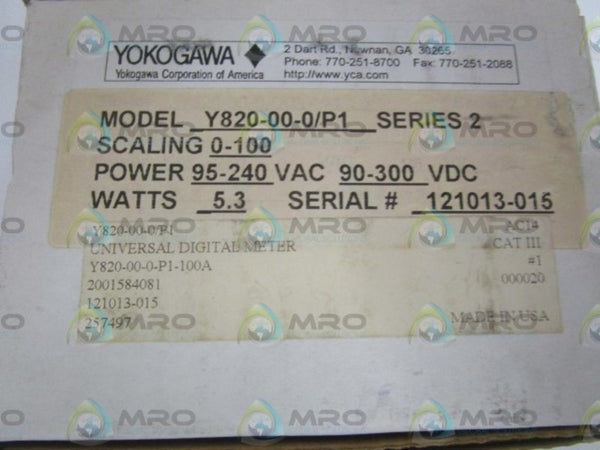 YOKOGAWA
Yokogawa Corporation of America
2 Dart Rd., Newnan, GA 30265
Phone: 770-251-8700 Fax: 770-251-2088
http://www.yca.com
MODEL Y820-00-0/P1 SERIES 2
SCALING 0-100
POWER 95-240 VAC 90-300 VDC
WATTS 5.3 SERIAL # 121013-015
Y820-00-0/P1
UNIVERSAL DIGITAL METER
Y820-00-0-P1-100A
2001584081
121013-015
257497
AC1#
CAT III
#1
000020
MADE IN USA
MRO